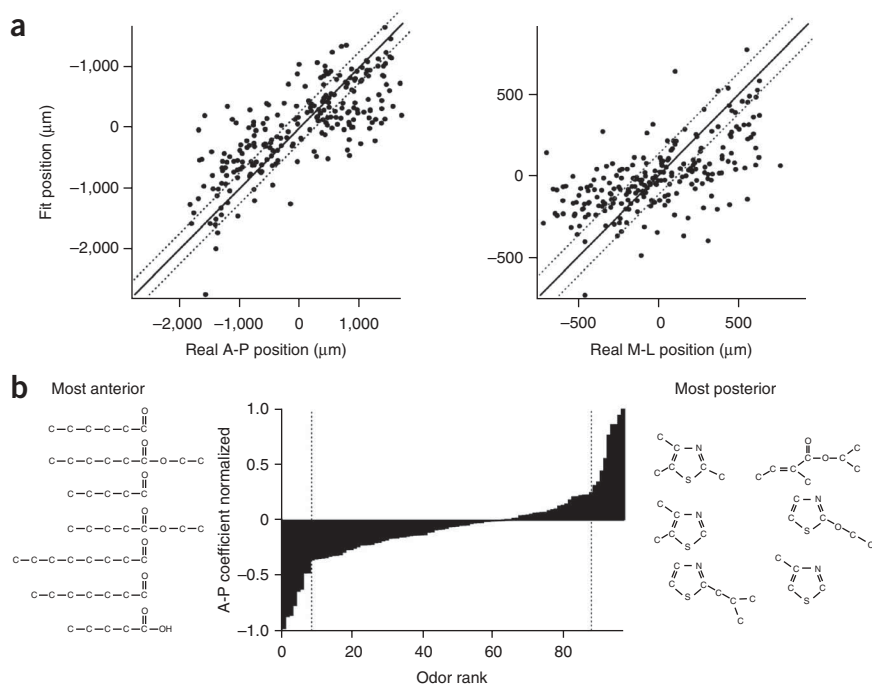 a
–1,000
0
–1,000
–2,000
Fit position (μm)
–2,000 –1,000 0 1,000
Real A-P position (μm)
500
0
–500
–500 0 500
Real M-L position (μm)
b
Most anterior
O
C–C–C–C–C–C–C
O
C–C–C–C–C–C–C–O–C–C
O
C–C–C–C–C–C
O
C–C–C–C–C–C–O–C–C
O
C–C–C–C–C–C–C–C–C
O
C–C–C–C–C–C–C–C
O
C–C–C–C–C–C–OH
A-P coefficient normalized
1.0
0.5
0
–0.5
–1.0
0 20 40 60 80
Odor rank
Most posterior
C
C N
C C
C S C
O C
C O C
C C C
C C
C
C N
C C
C S
C N
C C
S O C
C
C N
C C
S C C
C
C
C
C N
C C
S